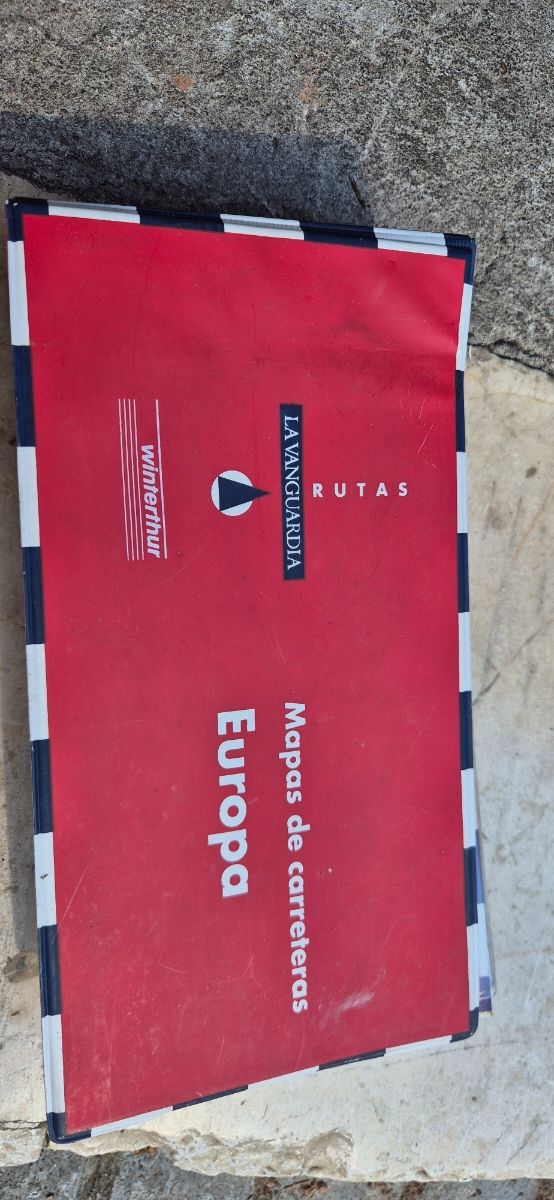 RUTAS
LA VANGUARDIA
winterthur
Mapas de carreteras
Europa